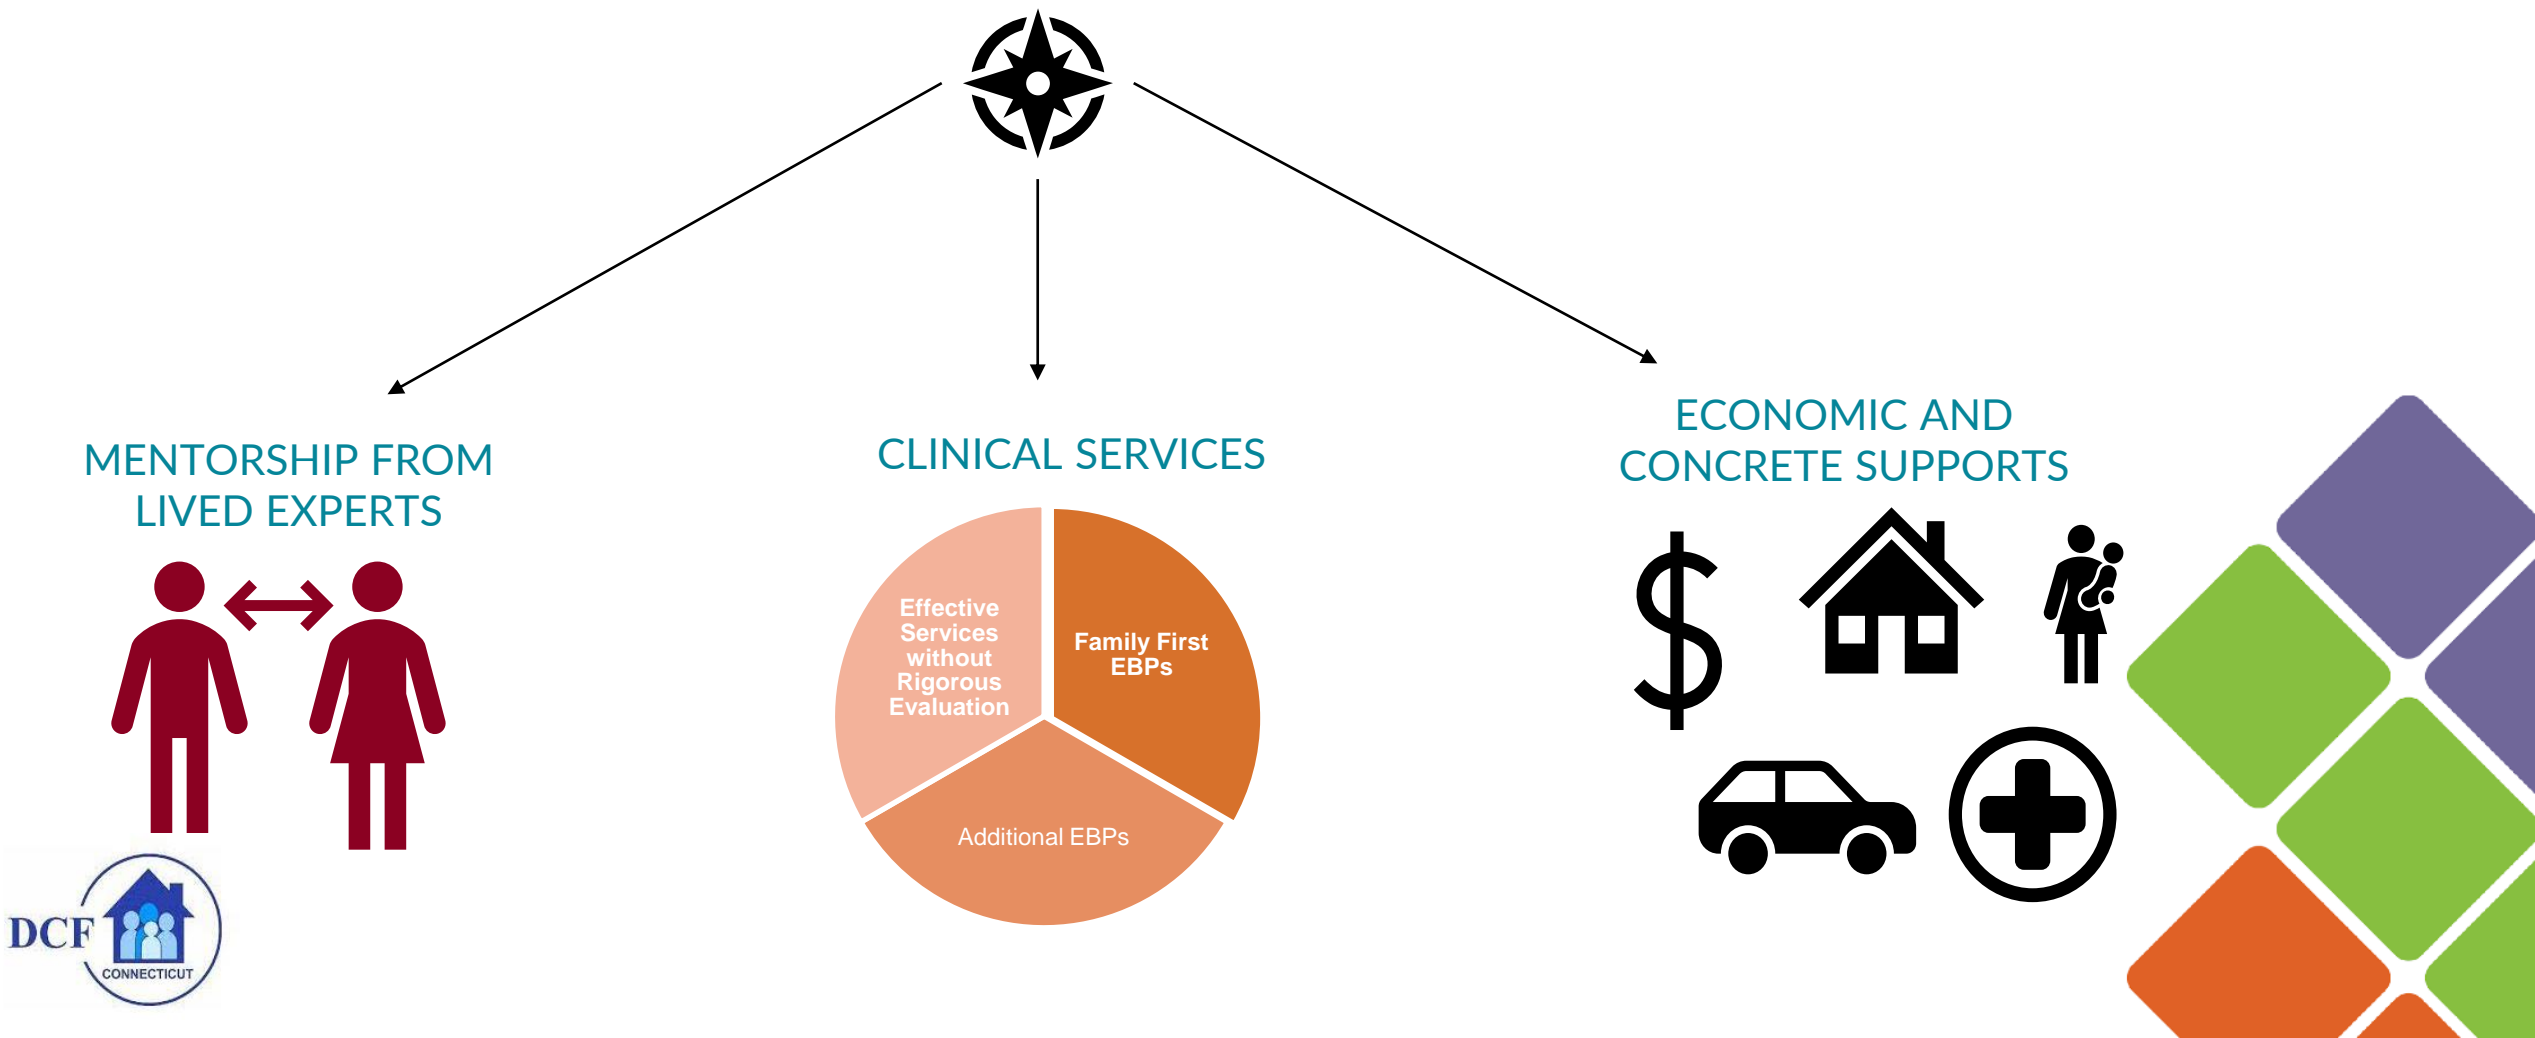 MENTORSHIP FROM
LIVED EXPERTS
CLINICAL SERVICES
Effective
Services
without
Rigorous
Evaluation
Family First
EBPs
Additional EBPs
ECONOMIC AND
CONCRETE SUPPORTS
DCF
CONNECTICUT